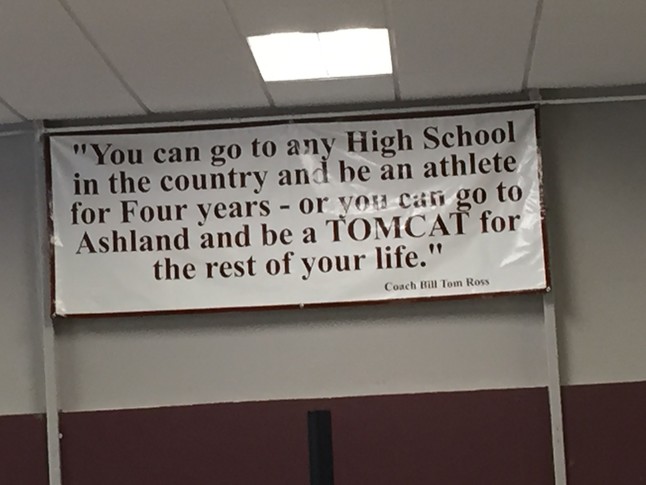 "You can go to any High School
in the country and be an athlete
for Four years - or you can go to
Ashland and be a TOMCAT for
the rest of your life."
Coach Bill Tom Ross